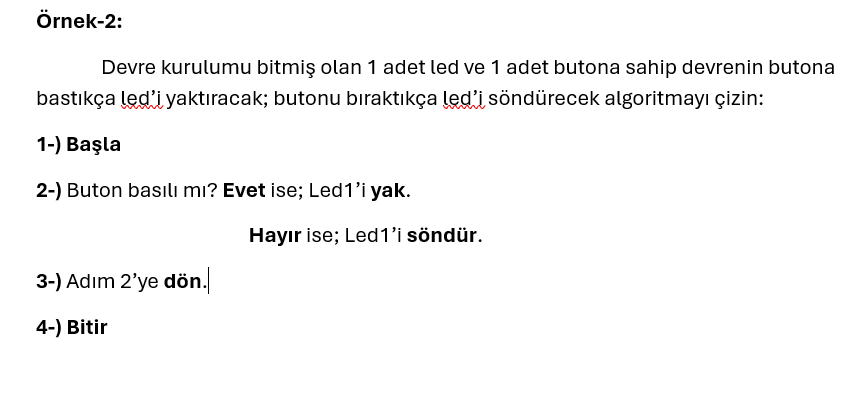 Örnek-2:
Devre kurulumu bitmiş olan 1 adet led ve 1 adet butona sahip devrenin butona
bastıkça led’i yaktıracak; butonu bıraktıkça led’i söndürecek algoritmayı çizin:
1-) Başla
2-) Buton basılı mı? Evet ise; Led1’i yak.
Hayır ise; Led1’i söndür.
3-) Adım 2’ye dön.
4-) Bitir